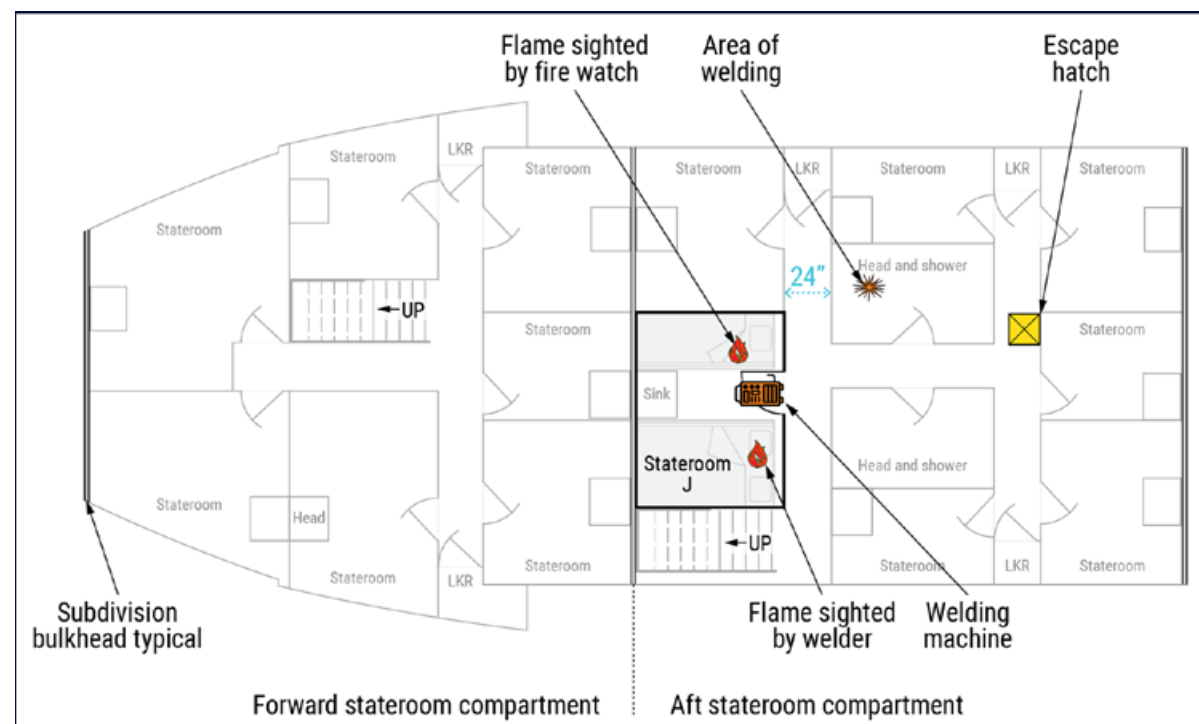 Flame sighted
by fire watch
Area of
welding
Escape
hatch
Stateroom
LKR
Stateroom
Stateroom
LKR
Stateroom
LKR
Stateroom
Stateroom
Head and shower
24”
UP
Stateroom
Stateroom
Sink
Stateroom
J
Head and shower
Stateroom
Head
UP
Stateroom
LKR
Stateroom
Stateroom
LKR
Stateroom
Subdivision
bulkhead typical
Flame sighted
by welder
Welding
machine
Forward stateroom compartment
Aft stateroom compartment